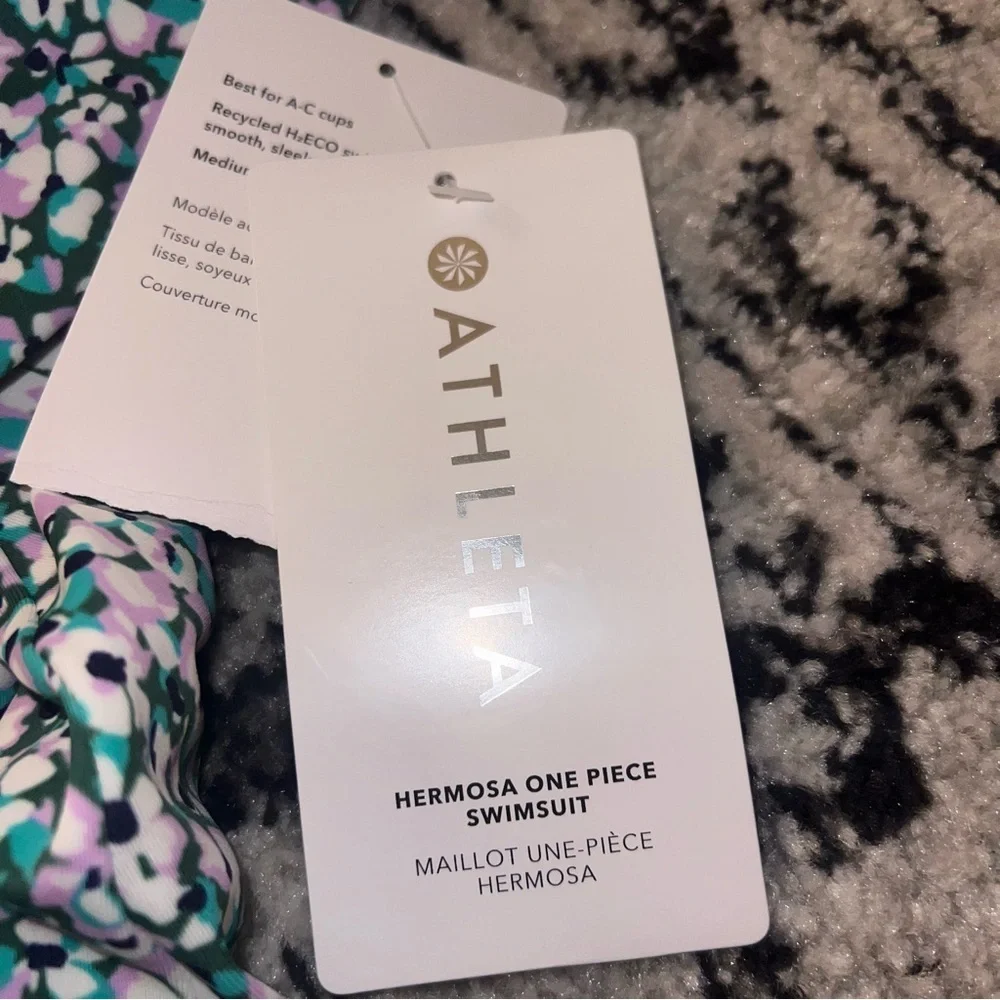 Best for A-C cups
Recycled H₂ECO
smooth,
Modèle
Tissu de
lisse, soyeux
Couverture
ATHLETA
HERMOSA ONE PIECE
SWIMSUIT
MAILLOT UNE-PIÈCE
HERMOSA